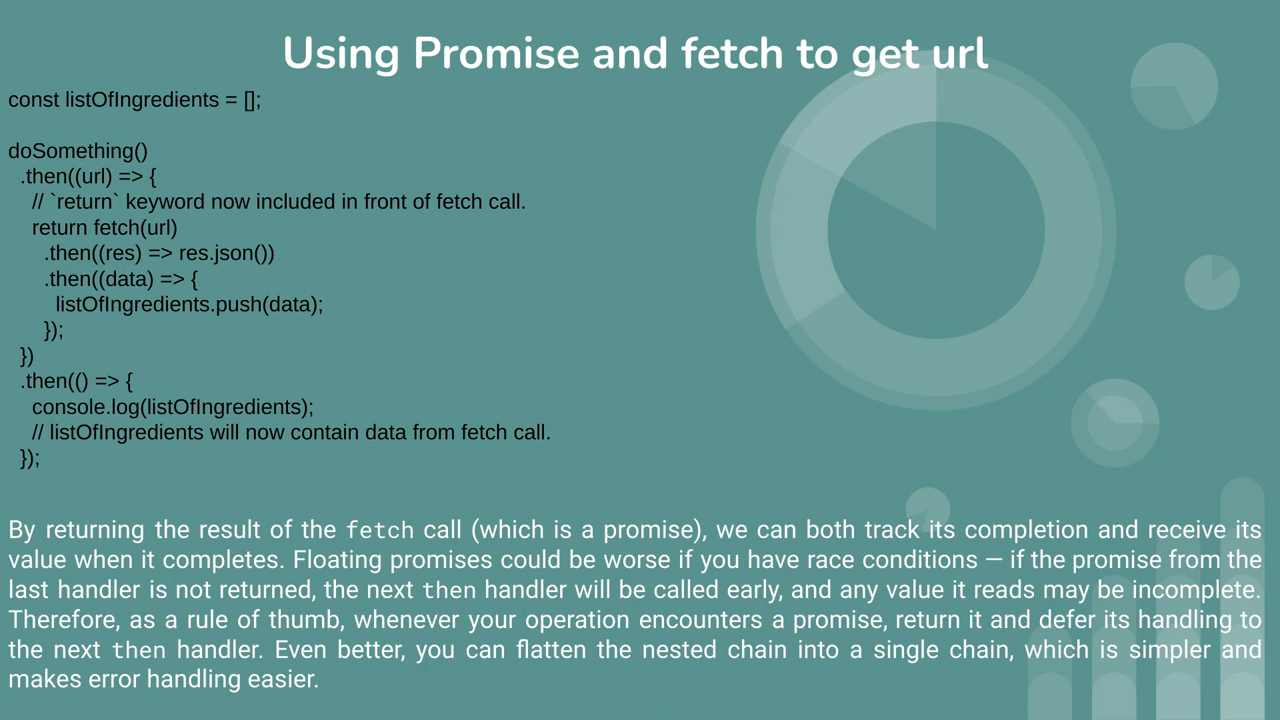 Using Promise and fetch to get url
const listOfIngredients = [];
doSomething()
  .then((url) => {
    // `return` keyword now included in front of fetch call.
    return fetch(url)
      .then((res) => res.json())
      .then((data) => {
        listOfIngredients.push(data);
      });
  })
  .then(() => {
    console.log(listOfIngredients);
    // listOfIngredients will now contain data from fetch call.
  });
By returning the result of the fetch call (which is a promise), we can both track its completion and receive its
value when it completes. Floating promises could be worse if you have race conditions — if the promise from the
last handler is not returned, the next then handler will be called early, and any value it reads may be incomplete.
Therefore, as a rule of thumb, whenever your operation encounters a promise, return it and defer its handling to
the next then handler. Even better, you can flatten the nested chain into a single chain, which is simpler and
makes error handling easier.